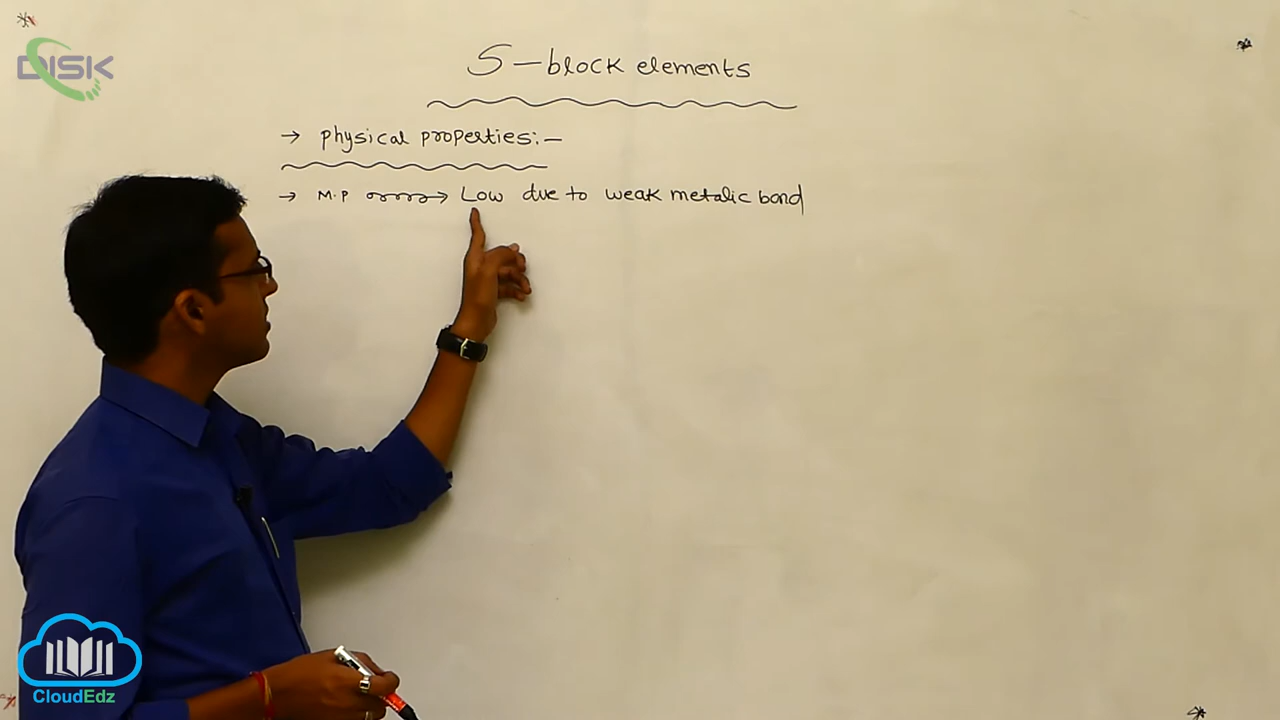 DISK
S-block elements
→ Physical properties:-
→ M.P → Low due to weak metalic bond
CloudEdz